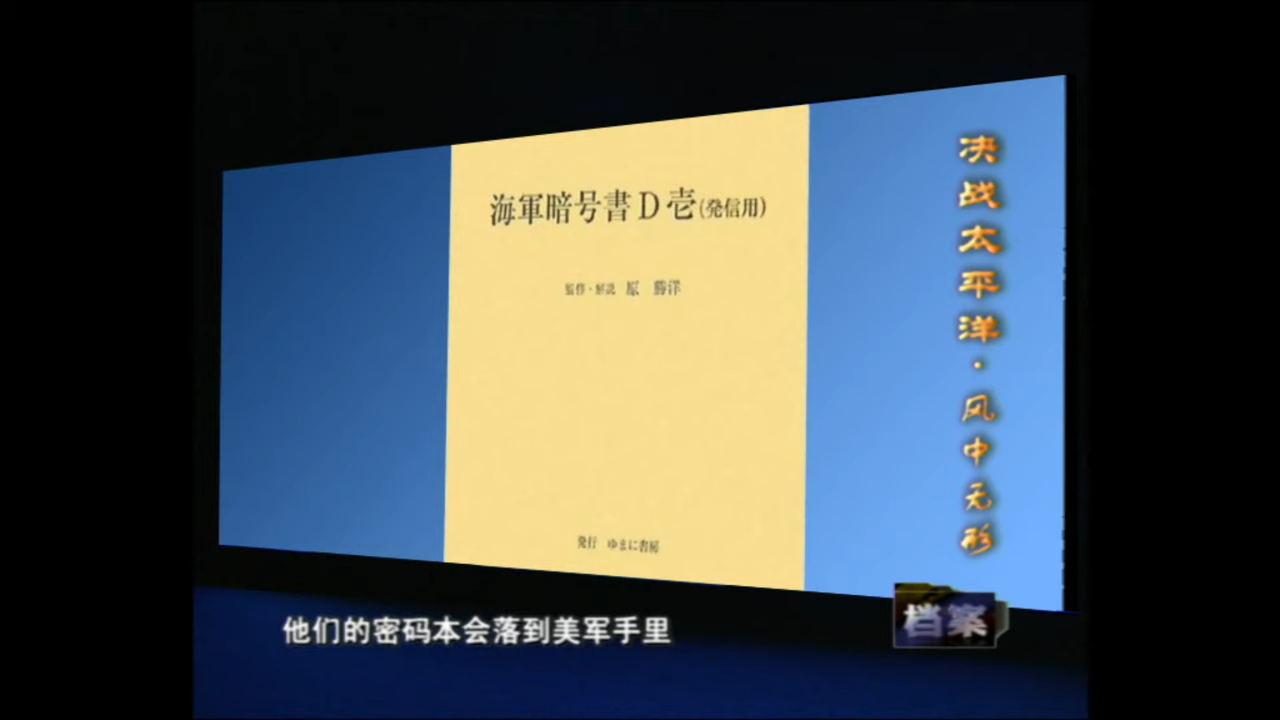 海軍暗号書D壱(発信用)
監修・解説 原 勝洋
発行 ゆまに書房
决战太平洋·风中无形
他们的密码本会落到美军手里
档案